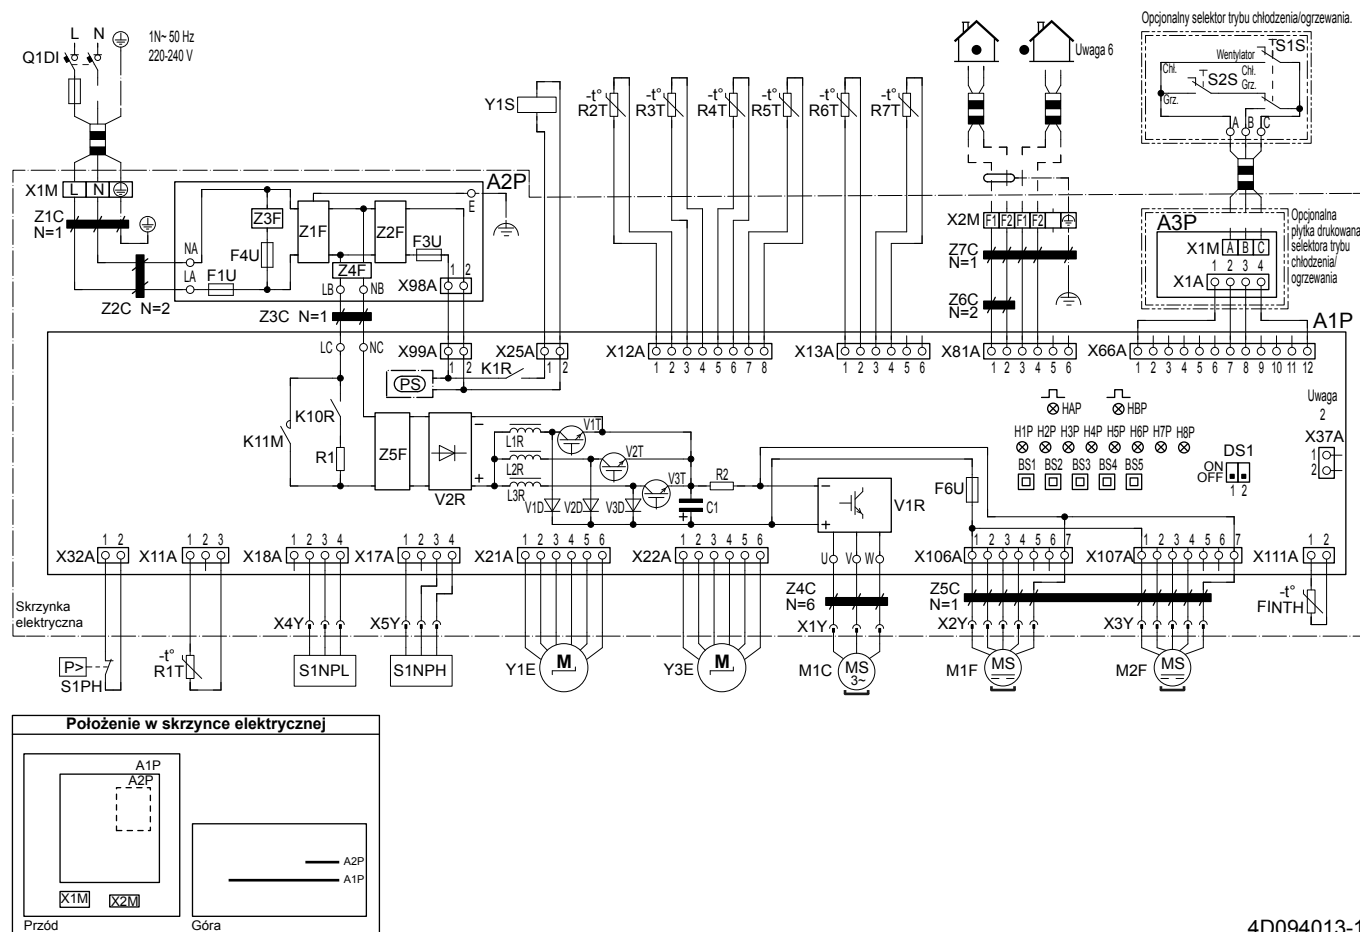 L N
1N~ 50 Hz
220-240 V
Q1DI
Opcjonalny selektor trybu chłodzenia/ogrzewania.
Uwaga 6
Wentylator S1S
Chł. S2S Chł.
Grz. Grz.
A B C
Y1S
-t° -t° -t° -t° -t° -t°
R2T R3T R4T R5T R6T R7T
X1M L N
Z1C
N=1
A2P
E
Z3F
Z1F Z2F
NA
F4U
F3U
LA
F1U
Z4F
1 2
X98A
LB NB
Z2C N=2
Z3C N=1
X2M F1 F2 F1 F2
Z7C
N=1
Z6C
N=2
A3P
X1M A B C
1 2 3 4
X1A
Opcjonalna
płytka drukowana
selektora trybu
chłodzenia/
ogrzewania
A1P
LC NC
X99A X25A X12A X13A X81A X66A
1 2
1 2
1 2 3 4 5 6 7 8
1 2 3 4 5 6
1 2 3 4 5 6
1 2 3 4 5 6 7 8 9 10 11 12
K1R
PS
K10R
K11M
R1
Z5F
V2R
− +
L1R
L2R
L3R
V1T
V2T
V3T
V1D V2D V3D
C1
+
R2
− +
V1R
F6U
HAP HBP
H1P H2P H3P H4P H5P H6P H7P H8P
BS1 BS2 BS3 BS4 BS5
DS1
ON
OFF
1 2
Uwaga
2
X37A
1
2
U V W
X32A 1 2
X11A 1 2 3
X18A 1 2 3 4
X17A 1 2 3 4
X21A 1 2 3 4 5 6
X22A 1 2 3 4 5 6
X106A 1 2 3 4 5 6 7
X107A 1 2 3 4 5 6 7
X111A 1 2
Z4C
N=6
Z5C
N=1
-t°
FINTH
Skrzynka
elektryczna
X4Y X5Y X1Y X2Y X3Y
P>
S1PH
-t°
R1T
S1NPL S1NPH
Y1E M
Y3E M
M1C MS
3~
M1F MS
M2F MS
Położenie w skrzynce elektrycznej
A1P
A2P
X1M X2M
Przód
A2P
A1P
Góra
4D094013-1